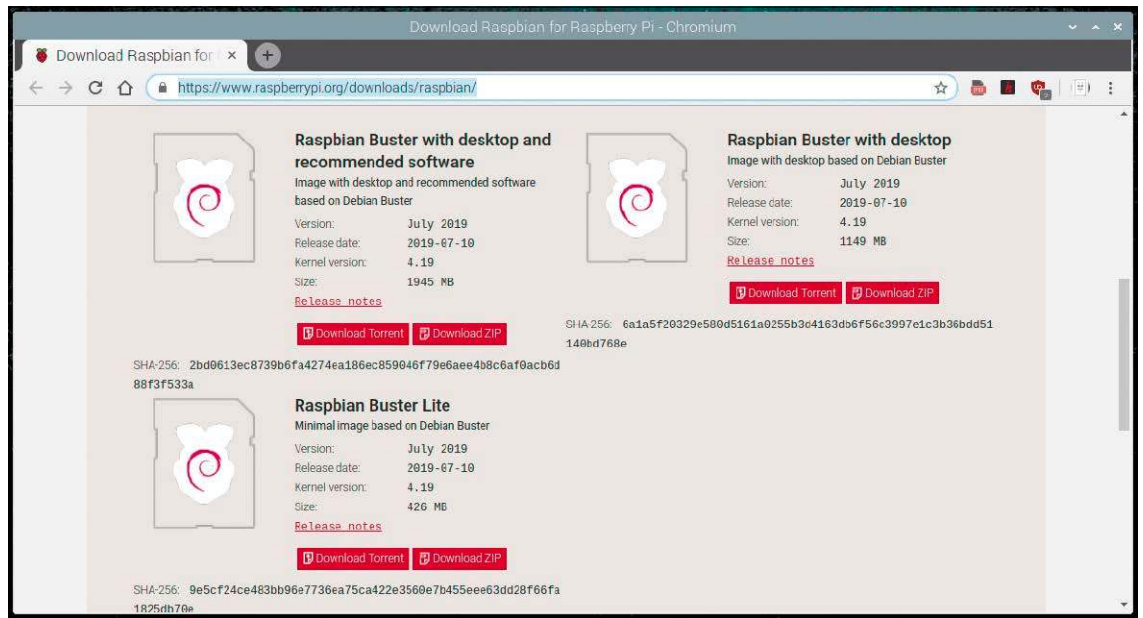 Download Raspbian for Raspberry Pi - Chromium
Download Raspbian for
https://www.raspberrypi.org/downloads/raspbian/
Raspbian Buster with desktop and
recommended software
Image with desktop and recommended software
based on Debian Buster
Version: July 2019
Release date: 2019-07-10
Kernel version: 4.19
Size: 1945 MB
Release notes
Download Torrent Download ZIP
SHA-256: 2bd0613ec8739b6fa4274ea186ec859046f79e6aee4b8c6af0acb6d
88f3f533a
Raspbian Buster with desktop
Image with desktop based on Debian Buster
Version: July 2019
Release date: 2019-07-10
Kernel version: 4.19
Size: 1149 MB
Release notes
Download Torrent Download ZIP
SHA-256: 6a1a5f20329e580d5161a0255b3d4163db6f56c3997e1c3b36bdd51
140bd768e
Raspbian Buster Lite
Minimal image based on Debian Buster
Version: July 2019
Release date: 2019-07-10
Kernel version: 4.19
Size: 426 MB
Release notes
Download Torrent Download ZIP
SHA-256: 9e5cf24ce483bb96e7736ea75ca422e3560e7b455eee63dd28f66fa
1825db70e